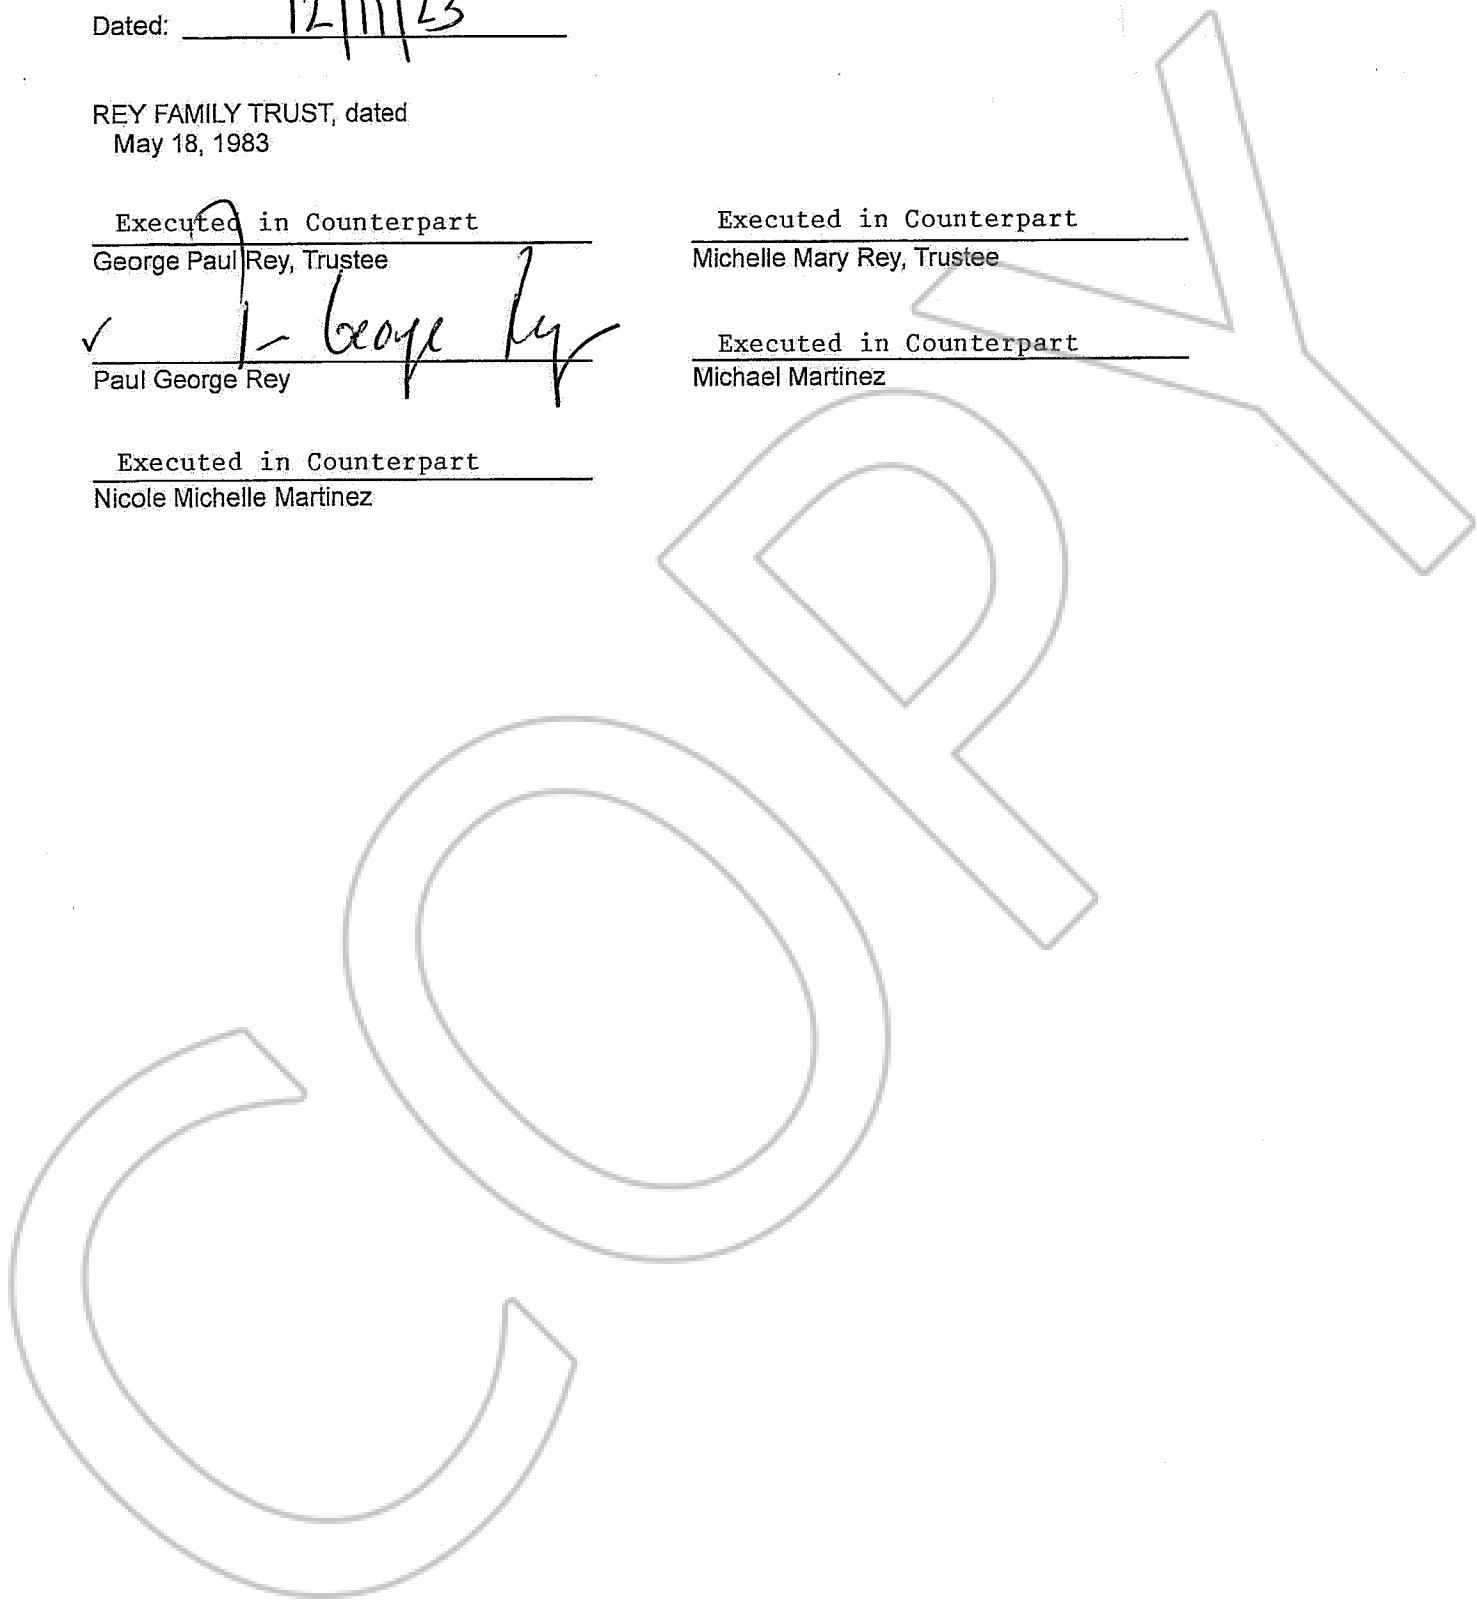 Dated: 12/11/23
REY FAMILY TRUST, dated
May 18, 1983
Executed in Counterpart
George Paul Rey, Trustee
Executed in Counterpart
Michelle Mary Rey, Trustee
✓ George Rey
Paul George Rey
Executed in Counterpart
Michael Martinez
Executed in Counterpart
Nicole Michelle Martinez
COPY